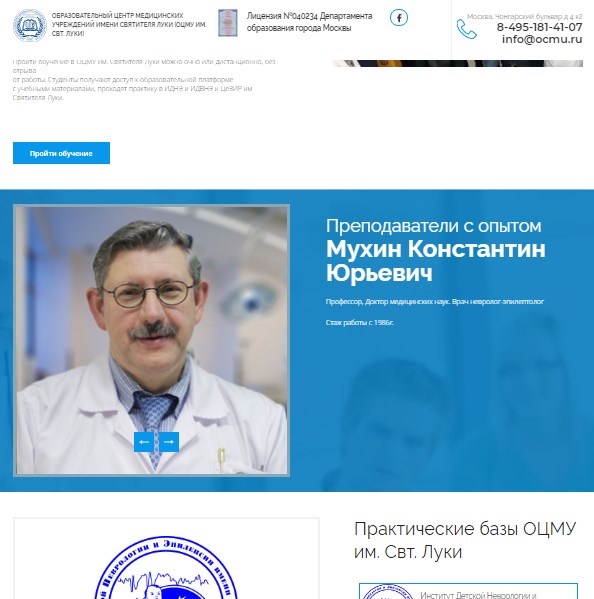 ОБРАЗОВАТЕЛЬНЫЙ ЦЕНТР МЕДИЦИНСКИХ
УЧРЕЖДЕНИЙ ИМЕНИ СВЯТИТЕЛЯ ЛУКИ (ОЦМУ ИМ.
СВТ. ЛУКИ)
Лицензия №040234 Департамента
образования города Москвы
Москва, Чонгарский бульвар д 4 к2
8-495-181-41-07
info@ocmu.ru
Пройти обучение в ОЦМУ им. Святителя Луки можно очно или дистанционно, без
отрыва
от работы. Студенты получают доступ к образовательной платформе
с учебными материалами, проходят практику в ИДНЭ и ИДВНЭ и ЦеЗИР им
Святителя Луки.
Пройти обучение
Преподаватели с опытом
Мухин Константин
Юрьевич
Профессор, Доктор медицинских наук. Врач невролог-эпилептолог
Стаж работы с 1986г.
Практические базы ОЦМУ
им. Свт. Луки
ой Неврологии и Эпилепсии имени
Институт Детской Неврологии и